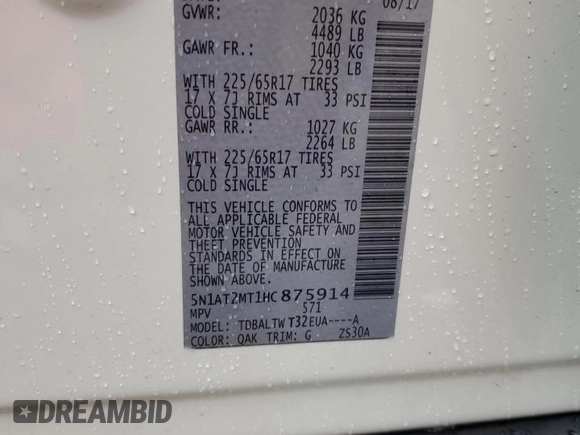 08/17
GVWR: 2036 KG
4489 LB
GAWR FR.: 1040 KG
2293 LB
WITH 225/65R17 TIRES
17 X 7J RIMS AT 33 PSI
COLD SINGLE
GAWR RR.: 1027 KG
2264 LB
WITH 225/65R17 TIRES
17 X 7J RIMS AT 33 PSI
COLD SINGLE
THIS VEHICLE CONFORMS TO
ALL APPLICABLE FEDERAL
MOTOR VEHICLE SAFETY AND
THEFT PREVENTION
STANDARDS IN EFFECT ON
THE DATE OF MANUFACTURE
SHOWN ABOVE.
5N1AT2MT1HC875914
MPV 571
MODEL: TDBALTW T32EUA----A
COLOR: QAK TRIM: G ZS30A
DREAMBID